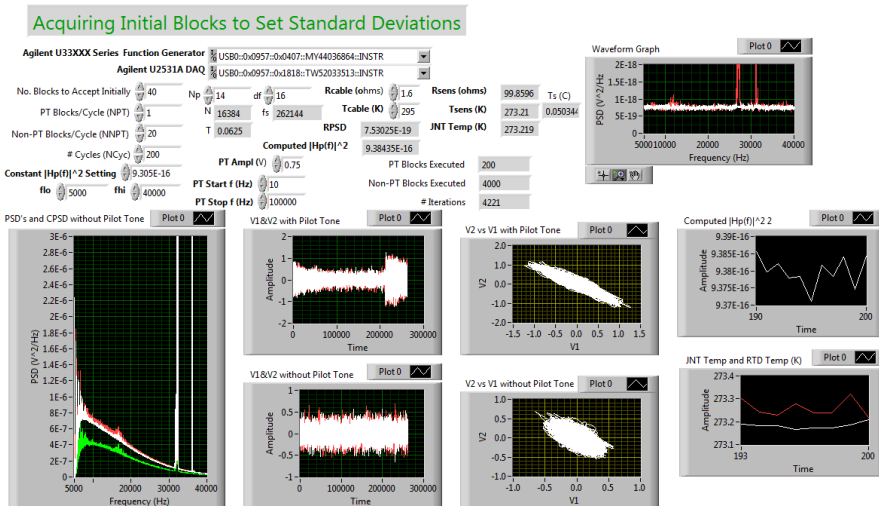 Acquiring Initial Blocks to Set Standard Deviations
Agilent U33XXX Series Function Generator USB0::0x0957::0x0407::MY44036864::INSTR
Agilent U2531A DAQ USB0::0x0957::0x1818::TW52033513::INSTR
No. Blocks to Accept Initially 40
Np 14 df 16
Rcable (ohms) 1.6
Rsens (ohms) 99.8596
Ts (C)
PT Blocks/Cycle (NPT) 1
N 16384 fs 262144
Tcable (K) 295
Tsens (K) 273.21 0.050344
Non-PT Blocks/Cycle (NNPT) 20
T 0.0625
RPSD 7.53025E-19
JNT Temp (K) 273.219
# Cycles (NCyc) 200
Computed |Hp(f)|^2 9.38435E-16
Constant |Hp(f)|^2 Setting 9.305E-16
PT Ampl (V) 0.75
PT Blocks Executed 200
flo 5000 fhi 40000
PT Start f (Hz) 10
Non-PT Blocks Executed 4000
PT Stop f (Hz) 100000
# Iterations 4221
Waveform Graph Plot 0
PSD (V^2/Hz
2E-18
1.5E-18
1E-18
5E-19
0
5000 10000 20000 30000 40000
Frequency (Hz)
PSD's and CPSD without Pilot Tone Plot 0
PSD (V^2/Hz)
3E-6
2.8E-6
2.6E-6
2.4E-6
2.2E-6
2E-6
1.8E-6
1.6E-6
1.4E-6
1.2E-6
1E-6
8E-7
6E-7
4E-7
2E-7
0
5000 20000 30000 40000
Frequency (Hz)
V1&V2 with Pilot Tone Plot 0
Amplitude
2
1
0
-1
-2
0 100000 200000 300000
Time
V2 vs V1 with Pilot Tone Plot 0
V2
2.0
1.0
0.0
-1.0
-2.0
-1.5 -1.0 -0.5 0.0 0.5 1.0 1.5
V1
Computed |Hp(f)|^2 2 Plot 0
Amplitude
9.39E-16
9.385E-16
9.38E-16
9.375E-16
9.37E-16
190 200
Time
V1&V2 without Pilot Tone Plot 0
Amplitude
1
0.5
0
-0.5
-1
0 100000 200000 300000
Time
V2 vs V1 without Pilot Tone Plot 0
V2
1.0
0.5
0.0
-0.5
-1.0
-1.0 -0.5 0.0 0.5 1.0
V1
JNT Temp and RTD Temp (K) Plot 0
Amplitude
273.4
273.3
273.2
273.1
193 200
Time